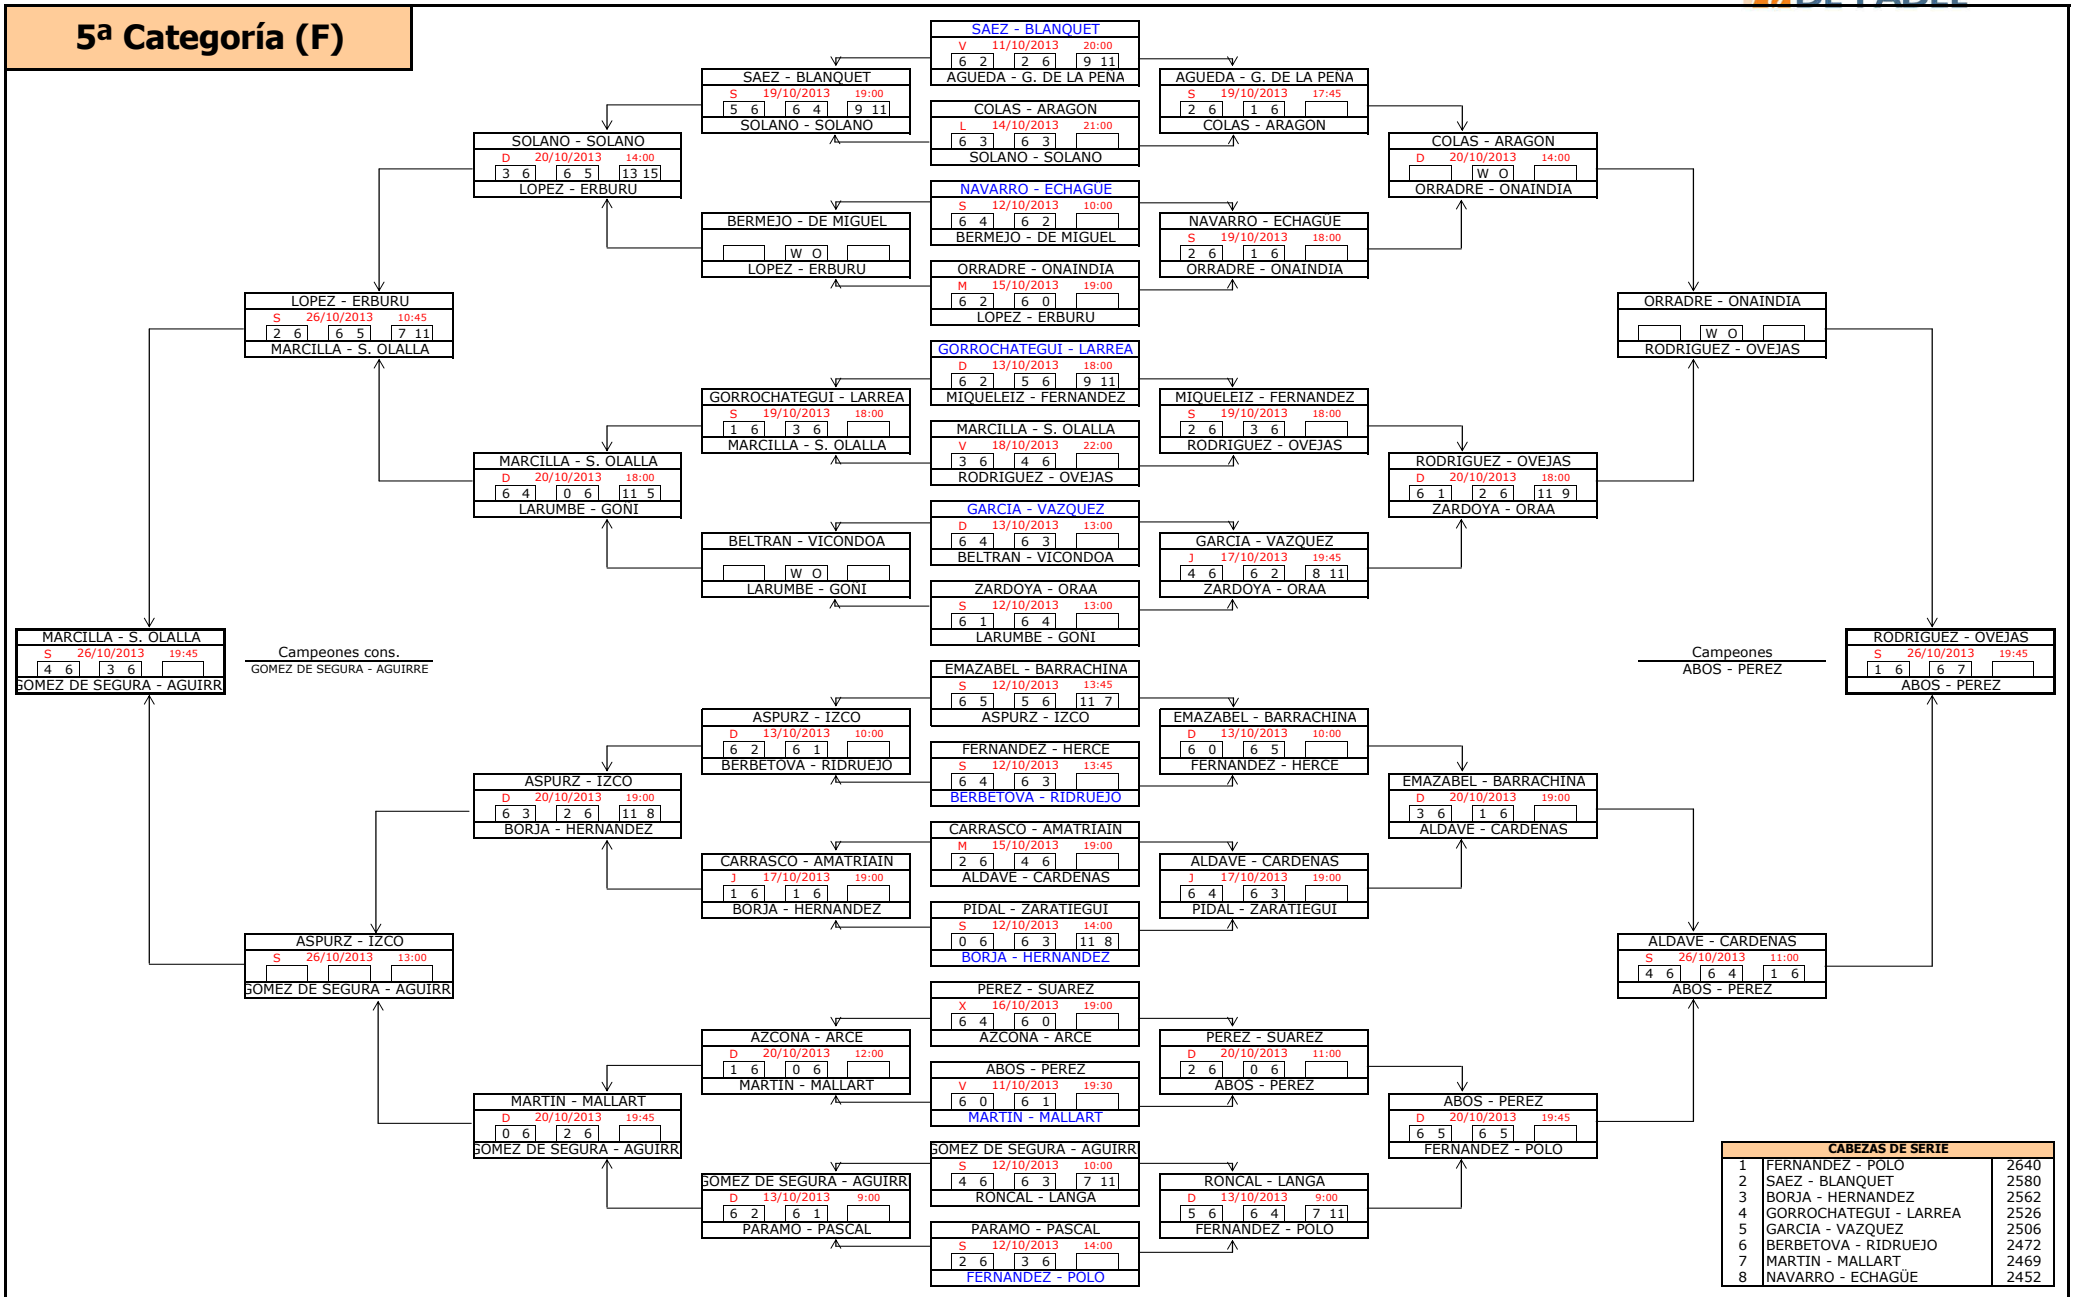 DE PADEL
5ª Categoría (F)
SAEZ - BLANQUET
V 11/10/2013 20:00
6 2 2 6 9 11
AGUEDA - G. DE LA PEÑA
COLAS - ARAGON
L 14/10/2013 21:00
6 3 6 3
SOLANO - SOLANO
NAVARRO - ECHAGÜE
S 12/10/2013 10:00
6 4 6 2
BERMEJO - DE MIGUEL
ORRADRE - ONAINDIA
M 15/10/2013 19:00
6 2 6 0
LOPEZ - ERBURU
GORROCHATEGUI - LARREA
D 13/10/2013 18:00
6 2 5 6 9 11
MIQUELEIZ - FERNANDEZ
MARCILLA - S. OLALLA
V 18/10/2013 22:00
3 6 4 6
RODRIGUEZ - OVEJAS
GARCIA - VAZQUEZ
D 13/10/2013 13:00
6 4 6 3
BELTRAN - VICONDOA
ZARDOYA - ORAA
S 12/10/2013 13:00
6 1 6 4
LARUMBE - GOÑI
EMAZABEL - BARRACHINA
S 12/10/2013 13:45
6 5 5 6 11 7
ASPURZ - IZCO
FERNANDEZ - HERCE
S 12/10/2013 13:45
6 4 6 3
BERBETOVA - RIDRUEJO
CARRASCO - AMATRIAIN
M 15/10/2013 19:00
2 6 4 6
ALDAVE - CARDENAS
PIDAL - ZARATIEGUI
S 12/10/2013 14:00
0 6 6 3 11 8
BORJA - HERNANDEZ
PEREZ - SUAREZ
X 16/10/2013 19:00
6 4 6 0
AZCONA - ARCE
ABOS - PEREZ
V 11/10/2013 19:30
6 0 6 1
MARTIN - MALLART
GOMEZ DE SEGURA - AGUIRR
S 12/10/2013 10:00
4 6 6 3 7 11
RONCAL - LANGA
PARAMO - PASCAL
S 12/10/2013 14:00
2 6 3 6
FERNANDEZ - POLO
SAEZ - BLANQUET
S 19/10/2013 19:00
5 6 6 4 9 11
SOLANO - SOLANO
BERMEJO - DE MIGUEL
W O
LOPEZ - ERBURU
GORROCHATEGUI - LARREA
S 19/10/2013 18:00
1 6 3 6
MARCILLA - S. OLALLA
BELTRAN - VICONDOA
W O
LARUMBE - GOÑI
ASPURZ - IZCO
D 13/10/2013 10:00
6 2 6 1
BERBETOVA - RIDRUEJO
CARRASCO - AMATRIAIN
J 17/10/2013 19:00
1 6 1 6
BORJA - HERNANDEZ
AZCONA - ARCE
D 20/10/2013 12:00
1 6 0 6
MARTIN - MALLART
GOMEZ DE SEGURA - AGUIRR
D 13/10/2013 9:00
6 2 6 1
PARAMO - PASCAL
SOLANO - SOLANO
D 20/10/2013 14:00
3 6 6 5 13 15
LOPEZ - ERBURU
MARCILLA - S. OLALLA
D 20/10/2013 18:00
6 4 0 6 11 5
LARUMBE - GOÑI
ASPURZ - IZCO
D 20/10/2013 19:00
6 3 2 6 11 8
BORJA - HERNANDEZ
MARTIN - MALLART
D 20/10/2013 19:45
0 6 2 6
GOMEZ DE SEGURA - AGUIRR
LOPEZ - ERBURU
S 26/10/2013 10:45
2 6 6 5 7 11
MARCILLA - S. OLALLA
ASPURZ - IZCO
S 26/10/2013 13:00
GOMEZ DE SEGURA - AGUIRR
MARCILLA - S. OLALLA
S 26/10/2013 19:45
4 6 3 6
GOMEZ DE SEGURA - AGUIRR
Campeones cons.
GOMEZ DE SEGURA - AGUIRRE
AGUEDA - G. DE LA PEÑA
S 19/10/2013 17:45
2 6 1 6
COLAS - ARAGON
NAVARRO - ECHAGÜE
S 19/10/2013 18:00
2 6 1 6
ORRADRE - ONAINDIA
MIQUELEIZ - FERNANDEZ
S 19/10/2013 18:00
2 6 3 6
RODRIGUEZ - OVEJAS
GARCIA - VAZQUEZ
J 17/10/2013 19:45
4 6 6 2 8 11
ZARDOYA - ORAA
EMAZABEL - BARRACHINA
D 13/10/2013 10:00
6 0 6 5
FERNANDEZ - HERCE
ALDAVE - CARDENAS
J 17/10/2013 19:00
6 4 6 3
PIDAL - ZARATIEGUI
PEREZ - SUAREZ
D 20/10/2013 11:00
2 6 0 6
ABOS - PEREZ
RONCAL - LANGA
D 13/10/2013 9:00
5 6 6 4 7 11
FERNANDEZ - POLO
COLAS - ARAGON
D 20/10/2013 14:00
W O
ORRADRE - ONAINDIA
RODRIGUEZ - OVEJAS
D 20/10/2013 18:00
6 1 2 6 11 9
ZARDOYA - ORAA
EMAZABEL - BARRACHINA
D 20/10/2013 19:00
3 6 1 6
ALDAVE - CARDENAS
ABOS - PEREZ
D 20/10/2013 19:45
6 5 6 5
FERNANDEZ - POLO
ORRADRE - ONAINDIA
W O
RODRIGUEZ - OVEJAS
ALDAVE - CARDENAS
S 26/10/2013 11:00
4 6 6 4 1 6
ABOS - PEREZ
Campeones
ABOS - PEREZ
RODRIGUEZ - OVEJAS
S 26/10/2013 19:45
1 6 6 7
ABOS - PEREZ
CABEZAS DE SERIE
1 FERNANDEZ - POLO 2640
2 SAEZ - BLANQUET 2580
3 BORJA - HERNANDEZ 2562
4 GORROCHATEGUI - LARREA 2526
5 GARCIA - VAZQUEZ 2506
6 BERBETOVA - RIDRUEJO 2472
7 MARTIN - MALLART 2469
8 NAVARRO - ECHAGÜE 2452